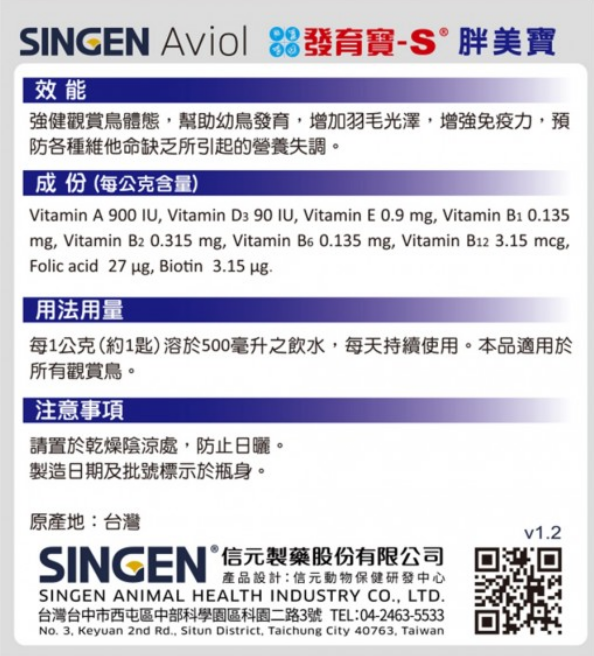 SINGEN Aviol 發育寶-S® 胖美寶
效能
強健觀賞鳥體態，幫助幼鳥發育，增加羽毛光澤，增強免疫力，預
防各種維他命缺乏所引起的營養失調。
成份 (每公克含量)
Vitamin A 900 IU, Vitamin D3 90 IU, Vitamin E 0.9 mg, Vitamin B1 0.135
mg, Vitamin B2 0.315 mg, Vitamin B6 0.135 mg, Vitamin B12 3.15 mcg,
Folic acid 27 µg, Biotin 3.15 µg.
用法用量
每1公克(約1匙)溶於500毫升之飲水，每天持續使用。本品適用於
所有觀賞鳥。
注意事項
請置於乾燥陰涼處，防止日曬。
製造日期及批號標示於瓶身。
原產地：台灣
v1.2
SINGEN® 信元製藥股份有限公司
產品設計：信元動物保健研發中心
SINGEN ANIMAL HEALTH INDUSTRY CO., LTD.
台灣台中市西屯區中部科學園區科園二路3號 TEL:04-2463-5533
No. 3, Keyuan 2nd Rd., Situn District, Taichung City 40763, Taiwan